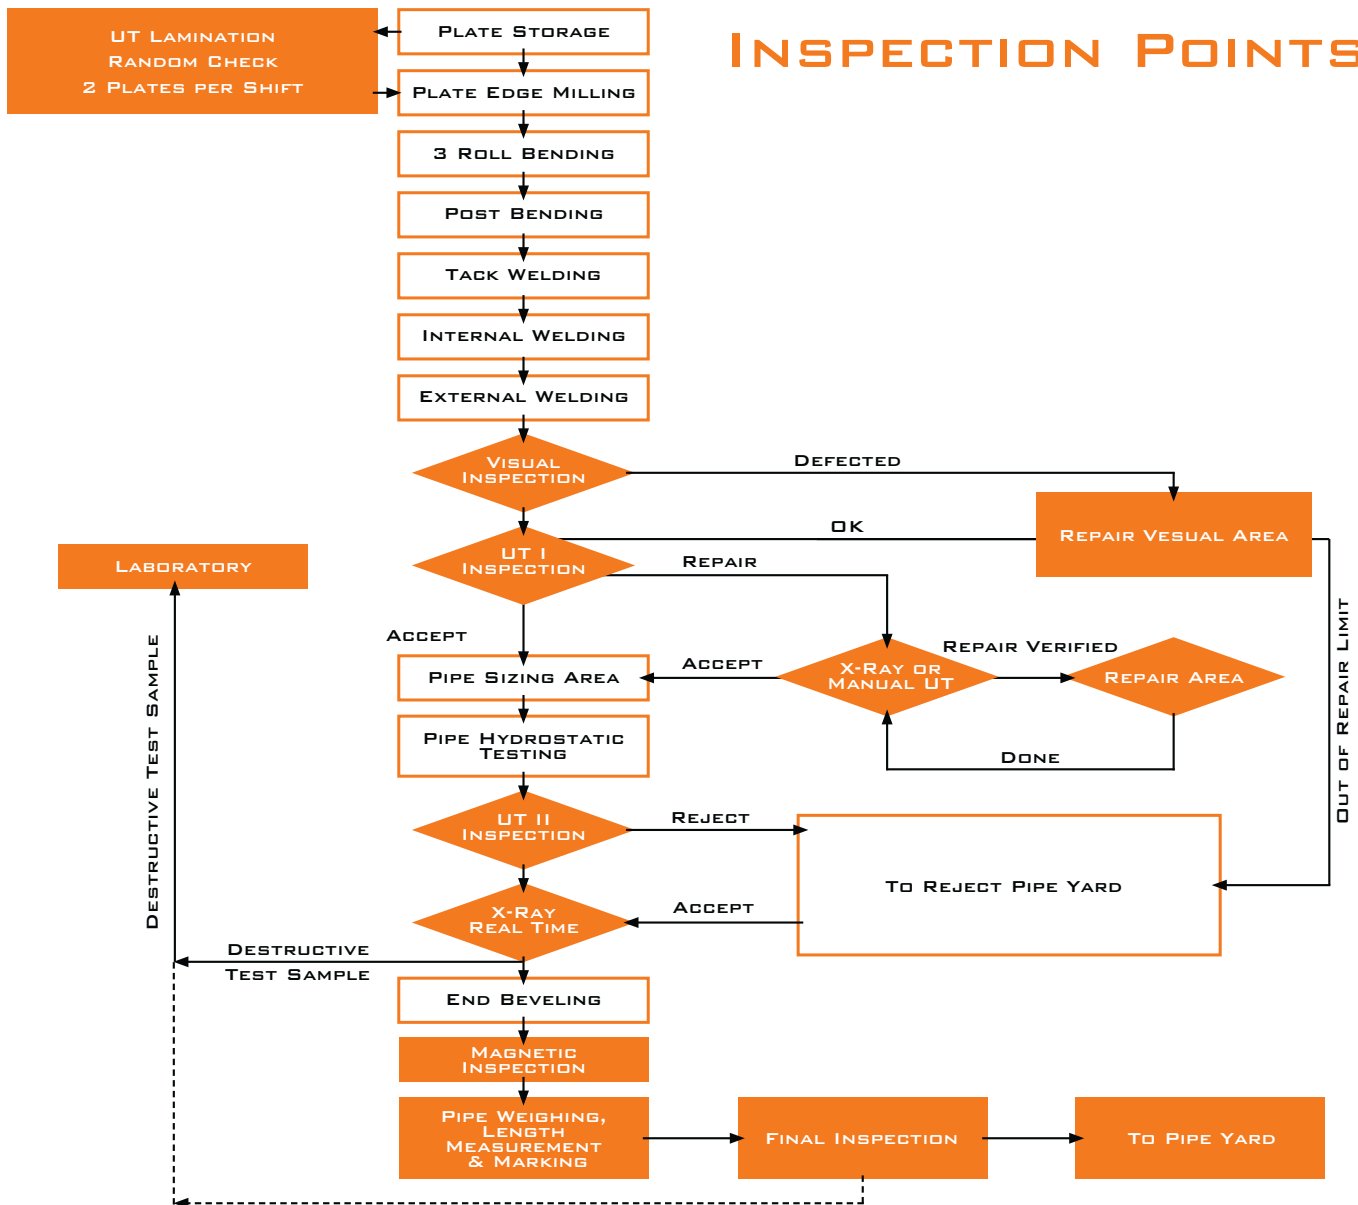 INSPECTION POINTS
UT LAMINATION
RANDOM CHECK
2 PLATES PER SHIFT
PLATE STORAGE
PLATE EDGE MILLING
3 ROLL BENDING
POST BENDING
TACK WELDING
INTERNAL WELDING
EXTERNAL WELDING
VISUAL
INSPECTION
DEFECTED
REPAIR VESUAL AREA
OK
UT I
INSPECTION
REPAIR
LABORATORY
ACCEPT
PIPE SIZING AREA
ACCEPT
X-RAY OR
MANUAL UT
REPAIR VERIFIED
REPAIR AREA
DONE
OUT OF REPAIR LIMIT
DESTRUCTIVE TEST SAMPLE
PIPE HYDROSTATIC
TESTING
UT II
INSPECTION
REJECT
TO REJECT PIPE YARD
X-RAY
REAL TIME
ACCEPT
DESTRUCTIVE
TEST SAMPLE
END BEVELING
MAGNETIC
INSPECTION
PIPE WEIGHING,
LENGTH
MEASUREMENT
& MARKING
FINAL INSPECTION
TO PIPE YARD